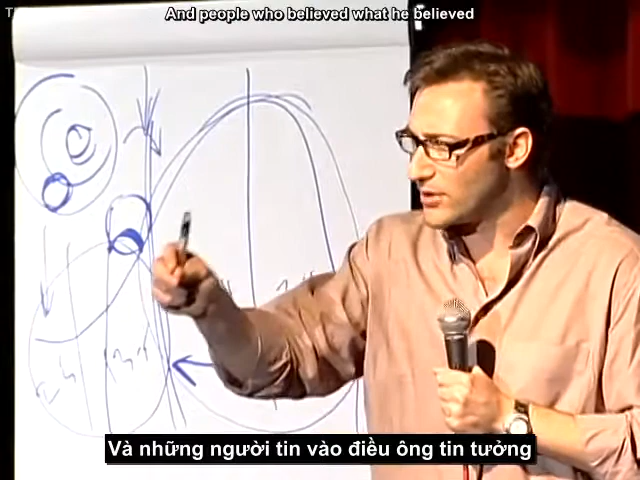 And people who believed what he believed
Và những người tin vào điều ông tin tưởng